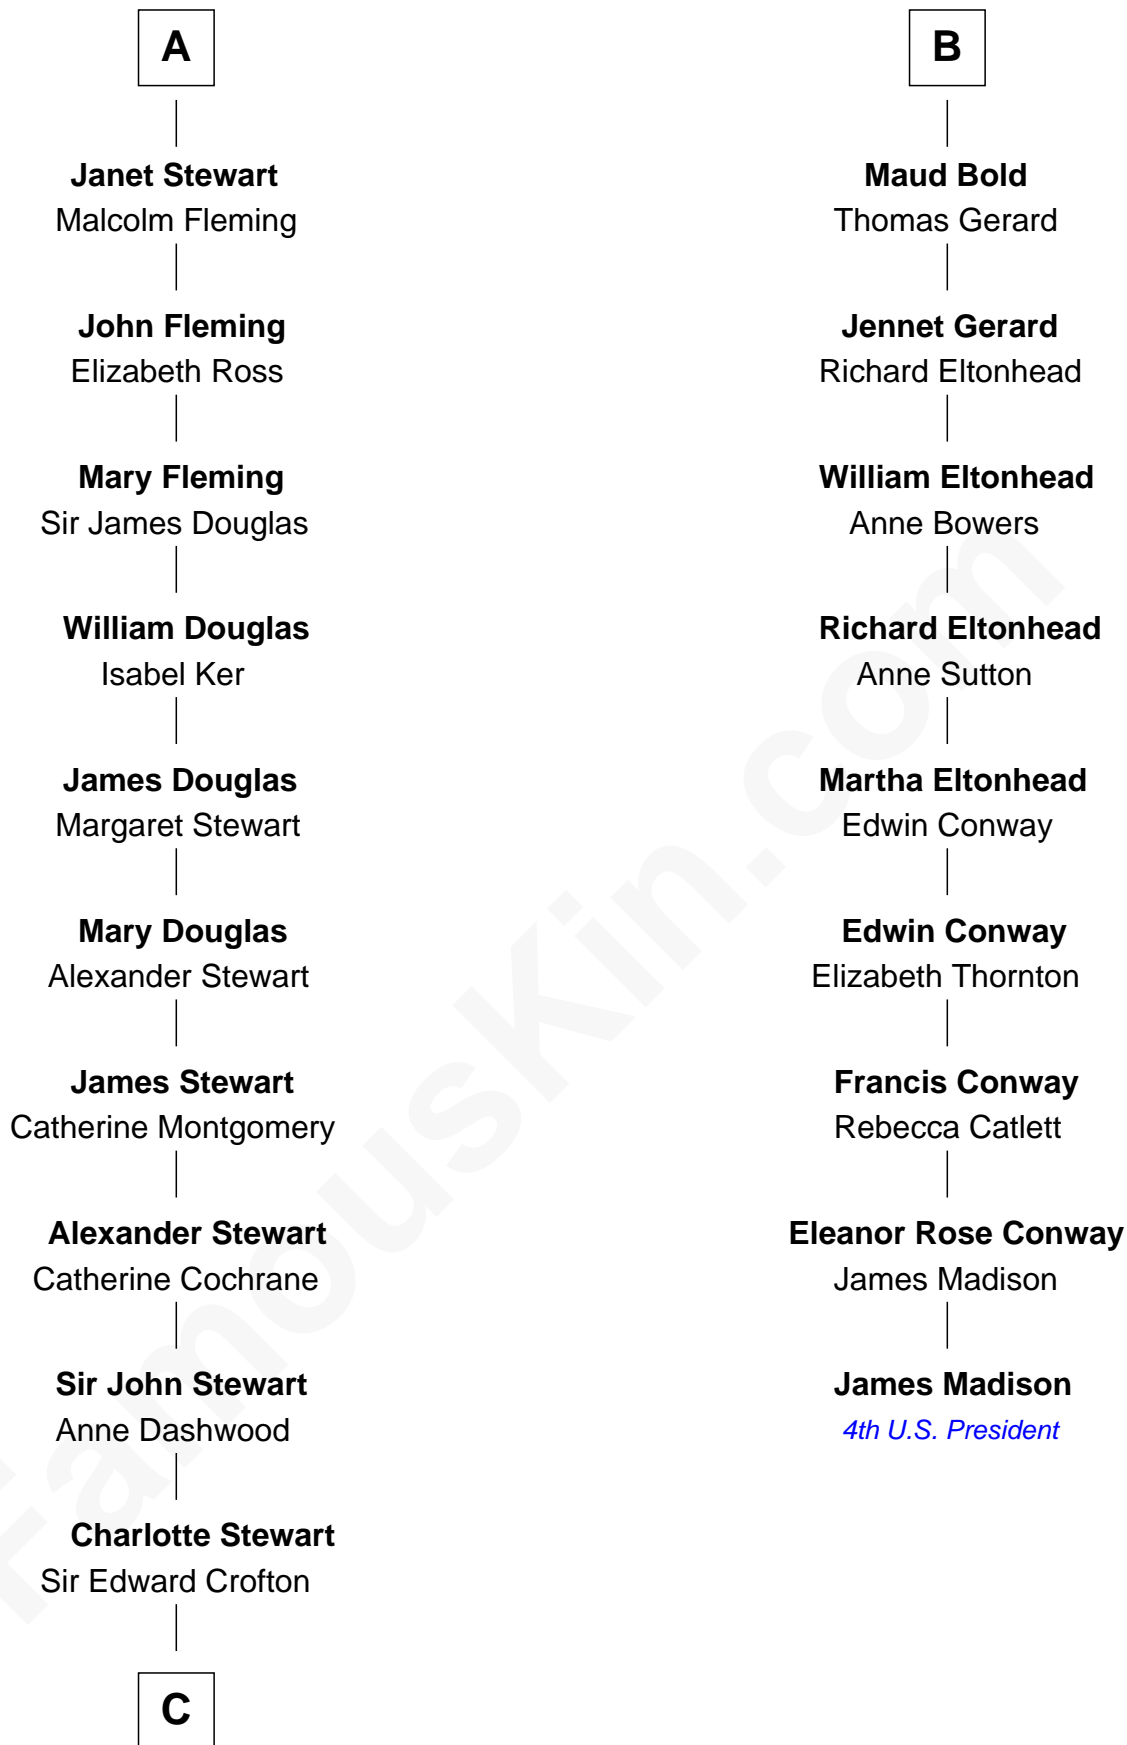 A
Janet Stewart
Malcolm Fleming
John Fleming
Elizabeth Ross
Mary Fleming
Sir James Douglas
William Douglas
Isabel Ker
James Douglas
Margaret Stewart
Mary Douglas
Alexander Stewart
James Stewart
Catherine Montgomery
Alexander Stewart
Catherine Cochrane
Sir John Stewart
Anne Dashwood
Charlotte Stewart
Sir Edward Crofton
C
B
Maud Bold
Thomas Gerard
Jennet Gerard
Richard Eltonhead
William Eltonhead
Anne Bowers
Richard Eltonhead
Anne Sutton
Martha Eltonhead
Edwin Conway
Edwin Conway
Elizabeth Thornton
Francis Conway
Rebecca Catlett
Eleanor Rose Conway
James Madison
James Madison
4th U.S. President
FamousKin.com